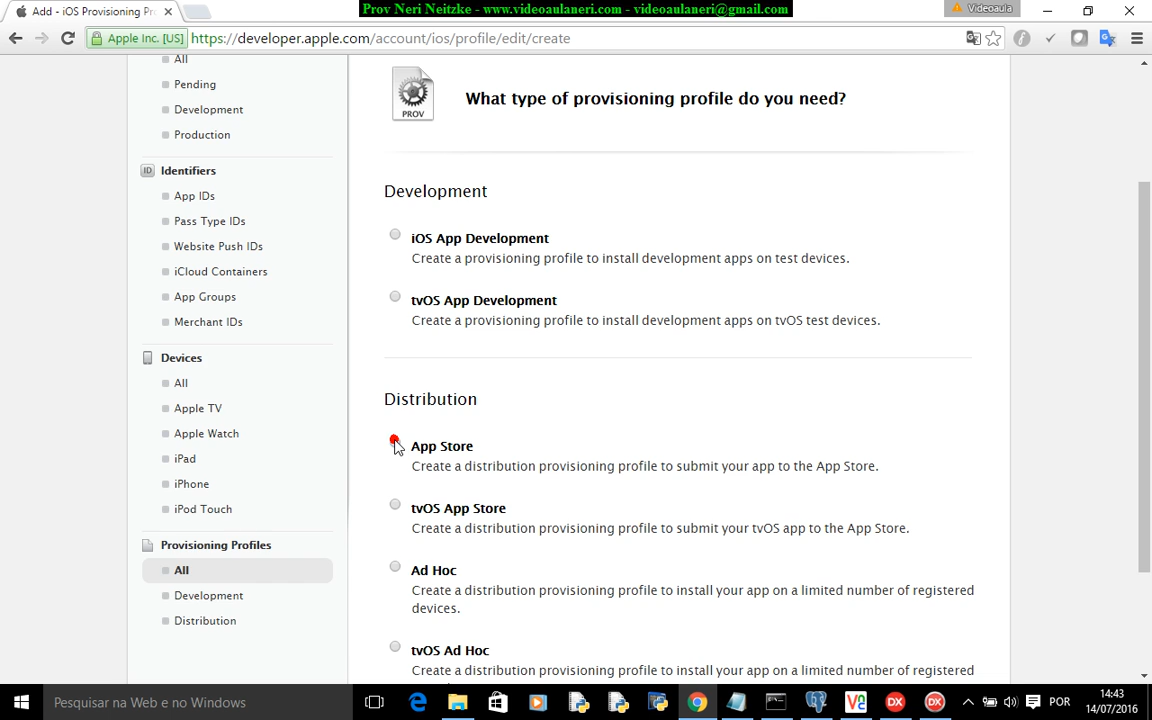 Prov Neri Neitzke - www.videoaulaneri.com - videoaulaneri@gmail.com
Add - iOS Provisioning Pr
Videoaula
Apple Inc. [US] https://developer.apple.com/account/ios/profile/edit/create
All
Pending
Development
Production
ID Identifiers
App IDs
Pass Type IDs
Website Push IDs
iCloud Containers
App Groups
Merchant IDs
Devices
All
Apple TV
Apple Watch
iPad
iPhone
iPod Touch
Provisioning Profiles
All
Development
Distribution
PROV
What type of provisioning profile do you need?
Development
iOS App Development
Create a provisioning profile to install development apps on test devices.
tvOS App Development
Create a provisioning profile to install development apps on tvOS test devices.
Distribution
App Store
Create a distribution provisioning profile to submit your app to the App Store.
tvOS App Store
Create a distribution provisioning profile to submit your tvOS app to the App Store.
Ad Hoc
Create a distribution provisioning profile to install your app on a limited number of registered
devices.
tvOS Ad Hoc
Create a distribution provisioning profile to install your app on a limited number of registered
Pesquisar na Web e no Windows
DX
DX
POR
14:43
14/07/2016